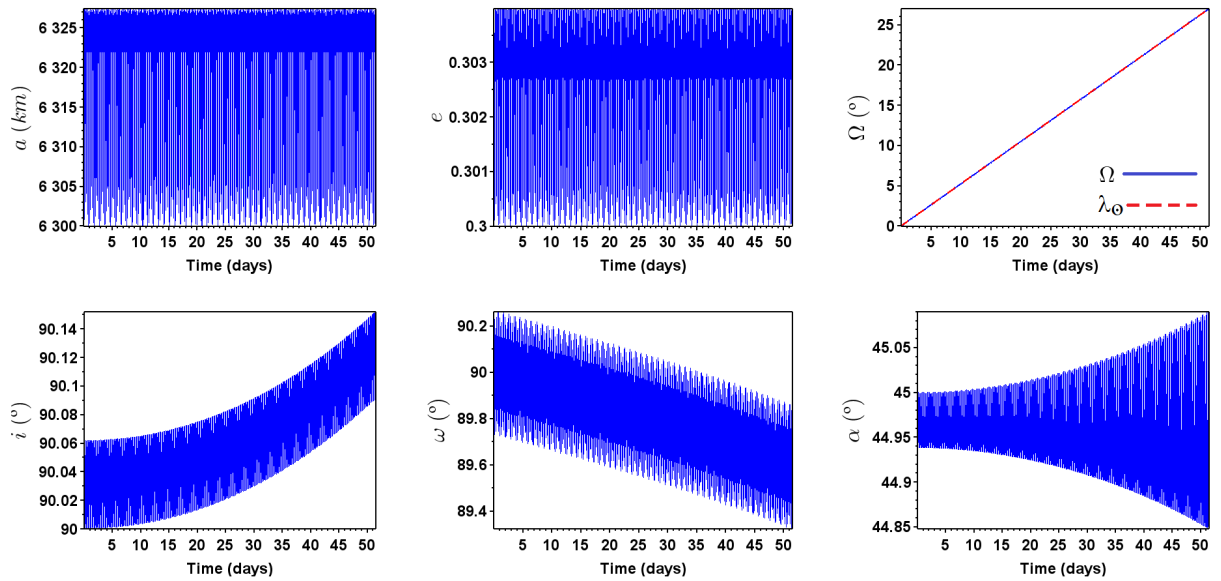 a (km)
6 325
6 320
6 315
6 310
6 305
6 300
5 10 15 20 25 30 35 40 45 50
Time (days)
e
0.303
0.302
0.301
0.3
5 10 15 20 25 30 35 40 45 50
Time (days)
Ω (º)
25
20
15
10
5
0
Ω
λ_Θ
5 10 15 20 25 30 35 40 45 50
Time (days)
i (º)
90.14
90.12
90.1
90.08
90.06
90.04
90.02
90
5 10 15 20 25 30 35 40 45 50
Time (days)
ω (º)
90.2
90
89.8
89.6
89.4
5 10 15 20 25 30 35 40 45 50
Time (days)
α (º)
45.05
45
44.95
44.9
44.85
5 10 15 20 25 30 35 40 45 50
Time (days)